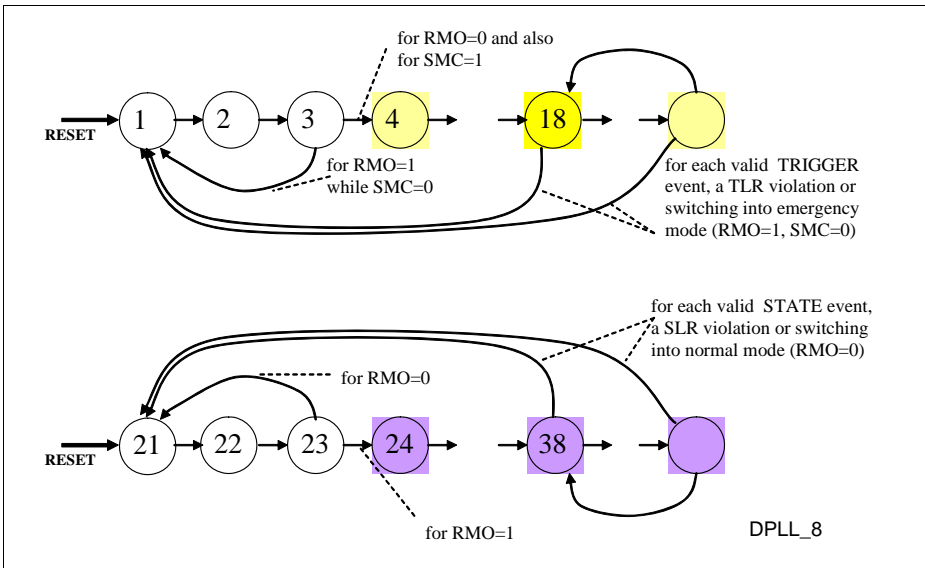 for RMO=0 and also
for SMC=1
RESET
1
2
3
4
18
for RMO=1
while SMC=0
for each valid TRIGGER
event, a TLR violation or
switching into emergency
mode (RMO=1, SMC=0)
for each valid STATE event,
a SLR violation or switching
into normal mode (RMO=0)
for RMO=0
RESET
21
22
23
24
38
for RMO=1
DPLL_8